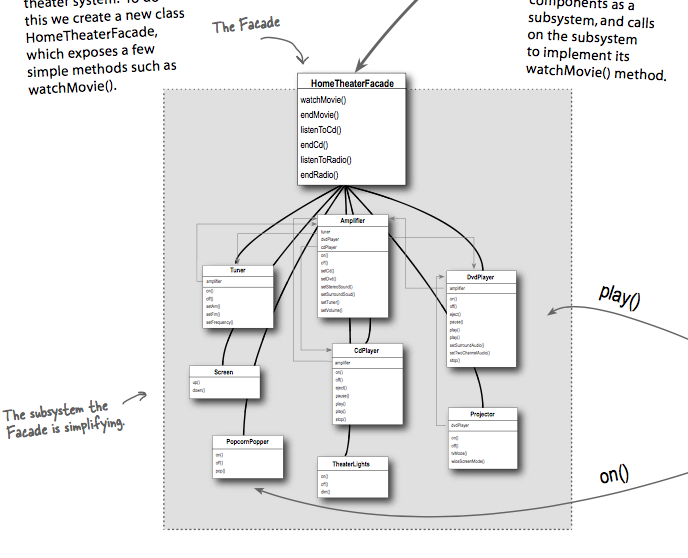 theater system. To do
this we create a new class
HomeTheaterFacade,
which exposes a few
simple methods such as
watchMovie().
The Facade
components as a
subsystem, and calls
on the subsystem
to implement its
watchMovie() method.
HomeTheaterFacade
watchMovie()
endMovie()
listenToCd()
endCd()
listenToRadio()
endRadio()
Amplifier
tuner
dvdPlayer
cdPlayer
on()
off()
setCd()
setDvd()
setStereoSound()
setSurroundSoud()
setTuner()
setVolume()
Tuner
amplifier
on()
off()
setAm()
setFm()
setFrequency()
DvdPlayer
amplifier
on()
off()
eject()
pause()
play()
play()
setSurroundAudio()
setTwoChannelAudio()
stop()
play()
Screen
up()
down()
CdPlayer
amplifier
on()
off()
eject()
pause()
play()
play()
stop()
The subsystem the
Facade is simplifying.
PopcornPopper
on()
off()
pop()
TheaterLights
on()
off()
dim()
Projector
dvdPlayer
on()
off()
tvMode()
wideScreenMode()
on()